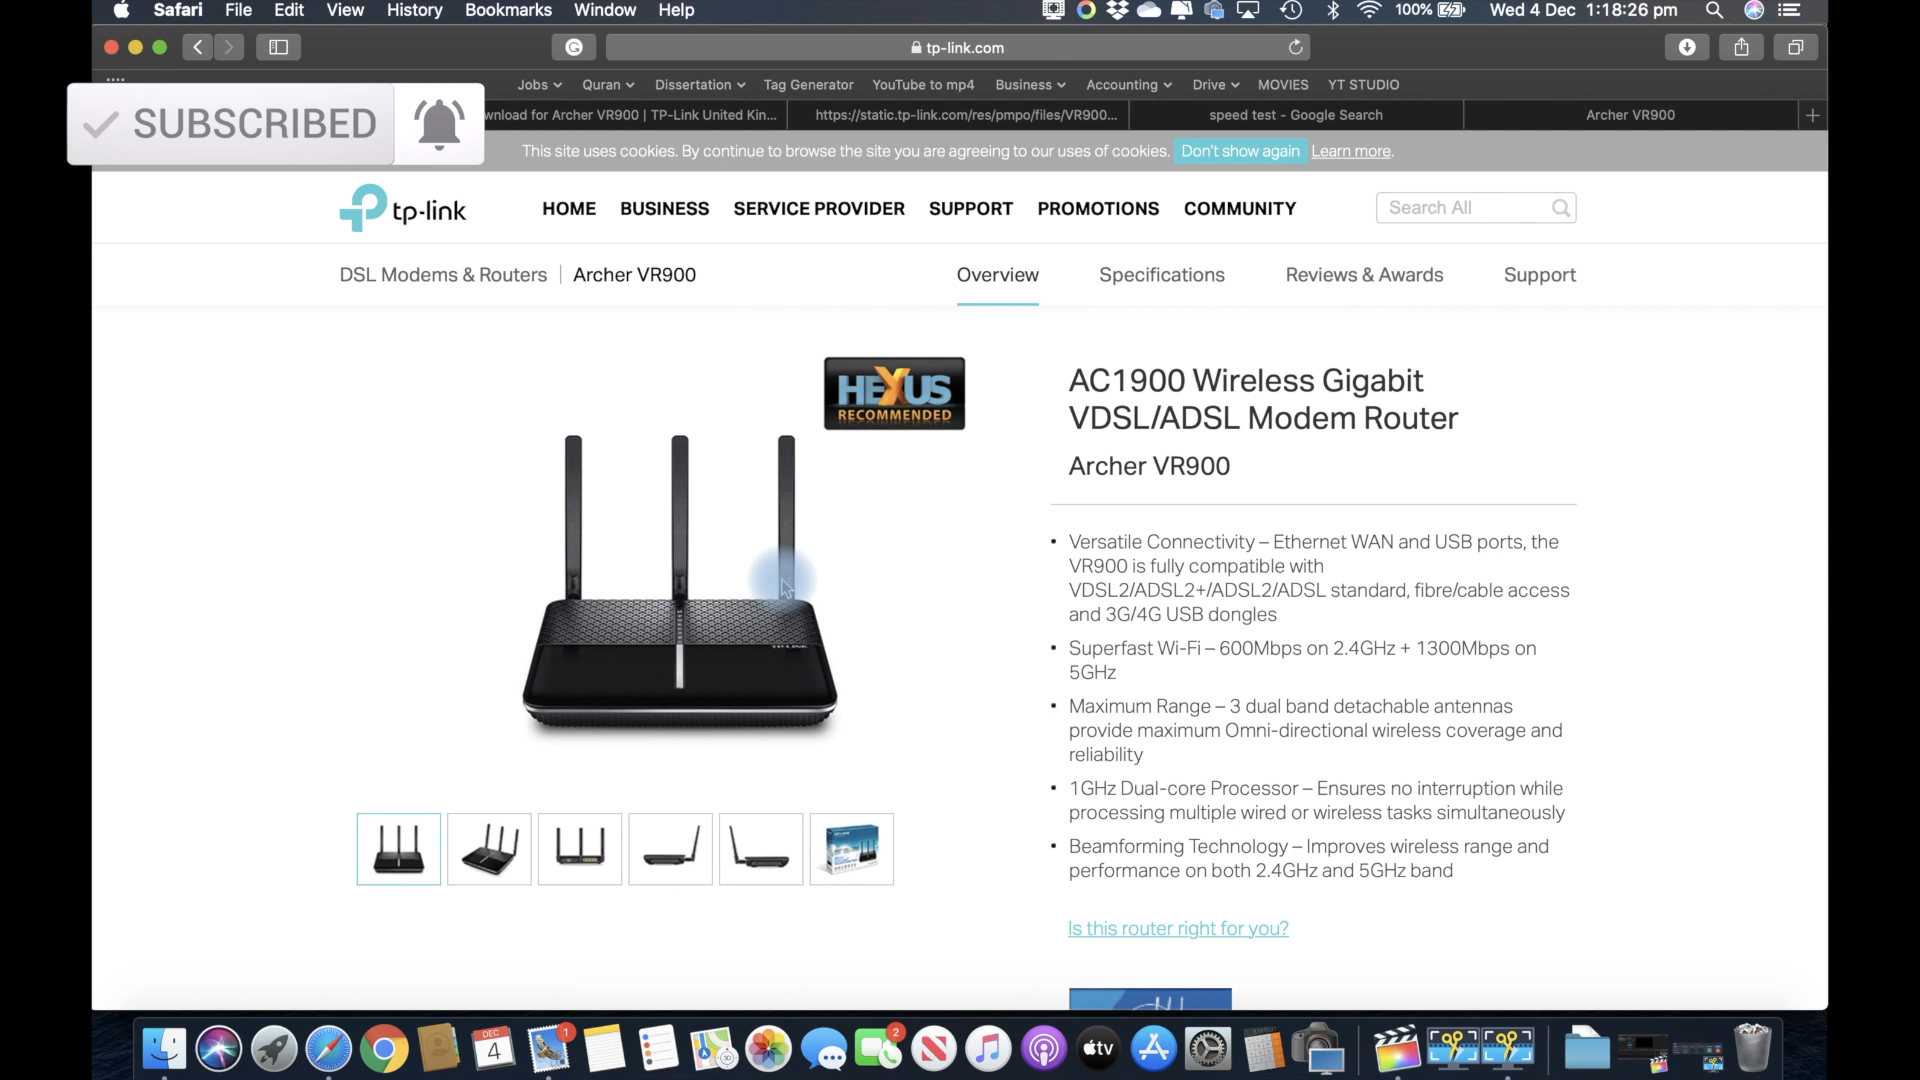 Safari File Edit View History Bookmarks Window Help 100% Wed 4 Dec 1:18:26 pm
tp-link.com
Jobs Quran Dissertation Tag Generator YouTube to mp4 Business Accounting Drive MOVIES YT STUDIO
SUBSCRIBED
wnload for Archer VR900 | TP-Link United Kin... https://static.tp-link.com/res/pmpo/files/VR900... speed test - Google Search Archer VR900
This site uses cookies. By continue to browse the site you are agreeing to our uses of cookies. Don't show again Learn more.
tp-link HOME BUSINESS SERVICE PROVIDER SUPPORT PROMOTIONS COMMUNITY Search All
DSL Modems & Routers Archer VR900 Overview Specifications Reviews & Awards Support
HEXUS
RECOMMENDED
AC1900 Wireless Gigabit
VDSL/ADSL Modem Router
Archer VR900
• Versatile Connectivity – Ethernet WAN and USB ports, the
VR900 is fully compatible with
VDSL2/ADSL2+/ADSL2/ADSL standard, fibre/cable access
and 3G/4G USB dongles
• Superfast Wi-Fi – 600Mbps on 2.4GHz + 1300Mbps on
5GHz
• Maximum Range – 3 dual band detachable antennas
provide maximum Omni-directional wireless coverage and
reliability
• 1GHz Dual-core Processor – Ensures no interruption while
processing multiple wired or wireless tasks simultaneously
• Beamforming Technology – Improves wireless range and
performance on both 2.4GHz and 5GHz band
Is this router right for you?
TP-LINK
DEC
4
1
2
tv